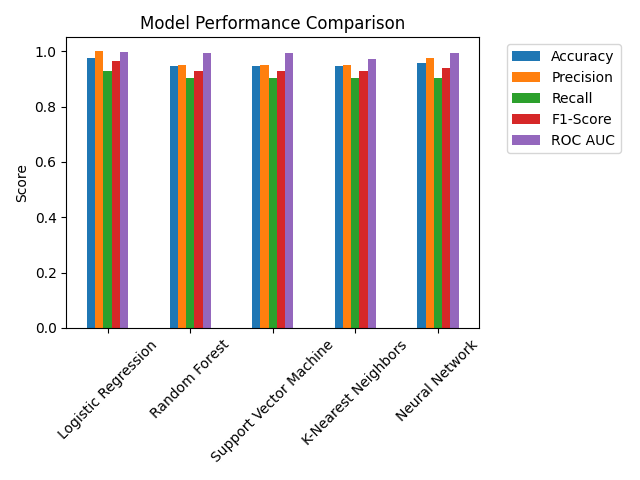 Model Performance Comparison
Score
1.0
0.8
0.6
0.4
0.2
0.0
Logistic Regression
Random Forest
Support Vector Machine
K-Nearest Neighbors
Neural Network
Accuracy
Precision
Recall
F1-Score
ROC AUC